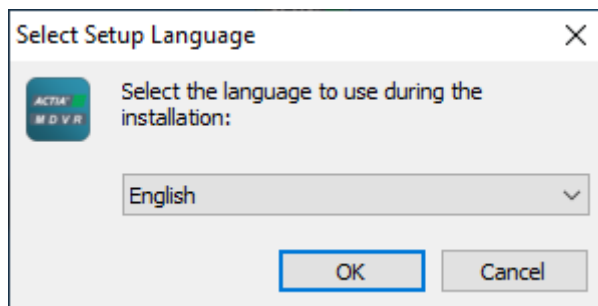 Select Setup Language
ACTIA
MDVR
Select the language to use during the
installation:
English
OK
Cancel